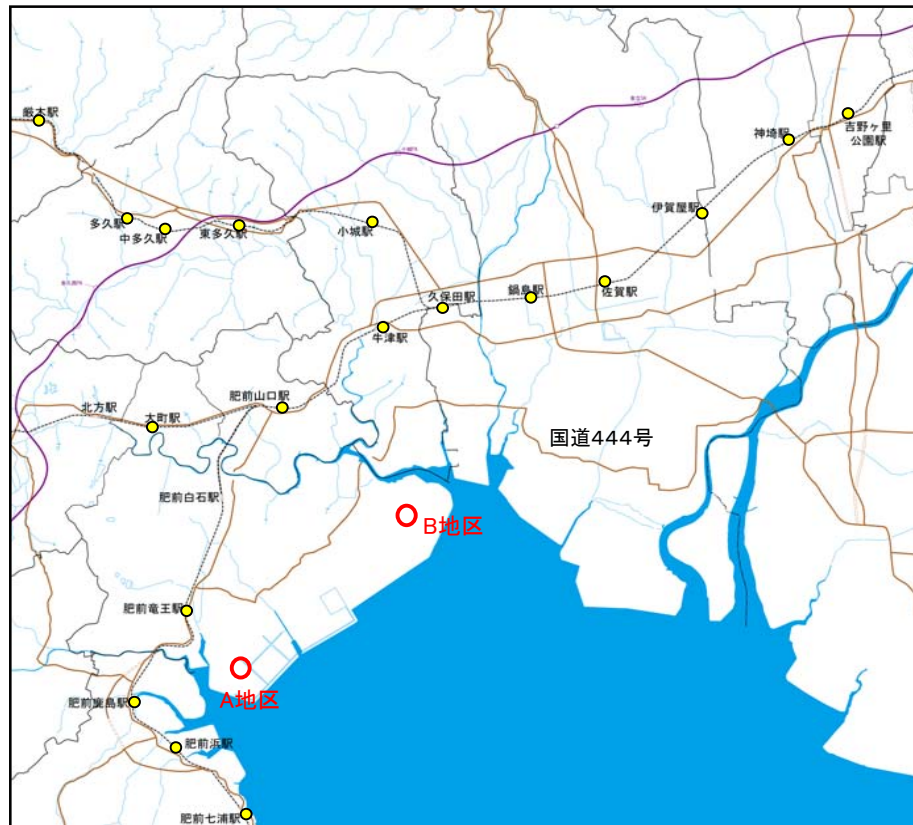 厳木駅
吉野ヶ里
公園駅
神埼駅
伊賀屋駅
多久駅
中多久駅
東多久駅
小城駅
佐賀駅
鍋島駅
久保田駅
牛津駅
肥前山口駅
北方駅
大町駅
国道444号
肥前白石駅
B地区
肥前竜王駅
A地区
肥前鹿島駅
肥前浜駅
肥前七浦駅